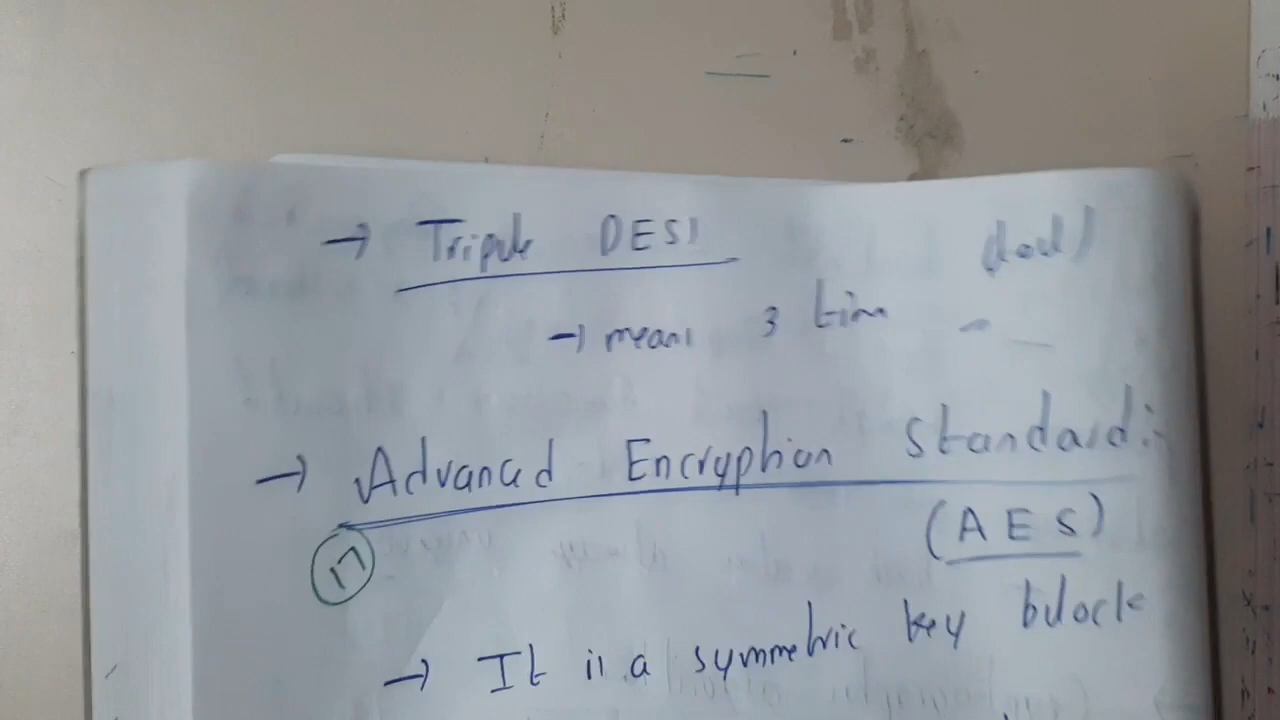 → Triple DES
→ means 3 time
→ Advanced Encryption Standard:
(AES)
17
→ It is a symmetric key block